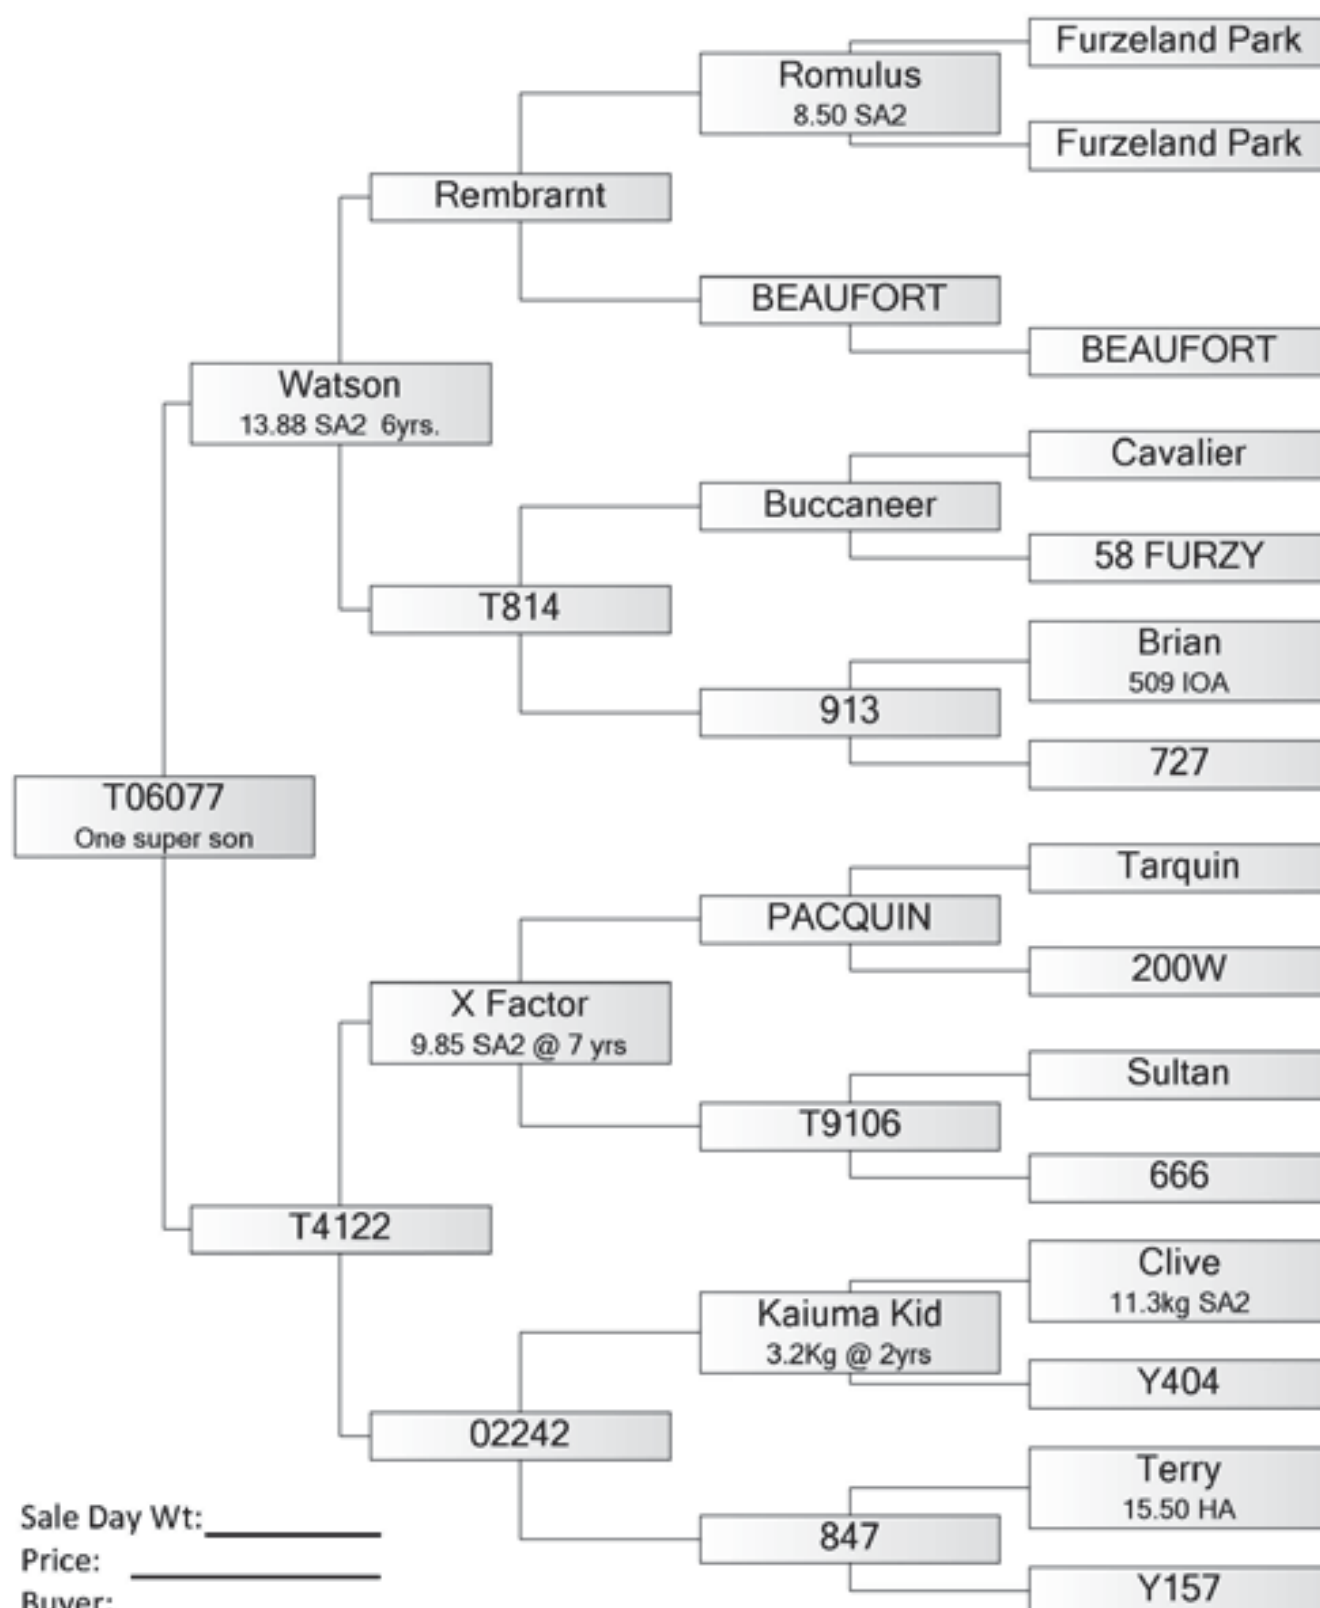 Furzeland Park
Romulus
8.50 SA2
Furzeland Park
Rembrarnt
BEAUFORT
BEAUFORT
Watson
13.88 SA2 6yrs.
Cavalier
Buccaneer
58 FURZY
T814
Brian
509 IOA
913
727
T06077
One super son
Tarquin
PACQUIN
200W
X Factor
9.85 SA2 @ 7 yrs
Sultan
T9106
666
T4122
Clive
11.3kg SA2
Kaiuma Kid
3.2Kg @ 2yrs
Y404
02242
Terry
15.50 HA
847
Y157
Sale Day Wt:
Price:
Buyer: